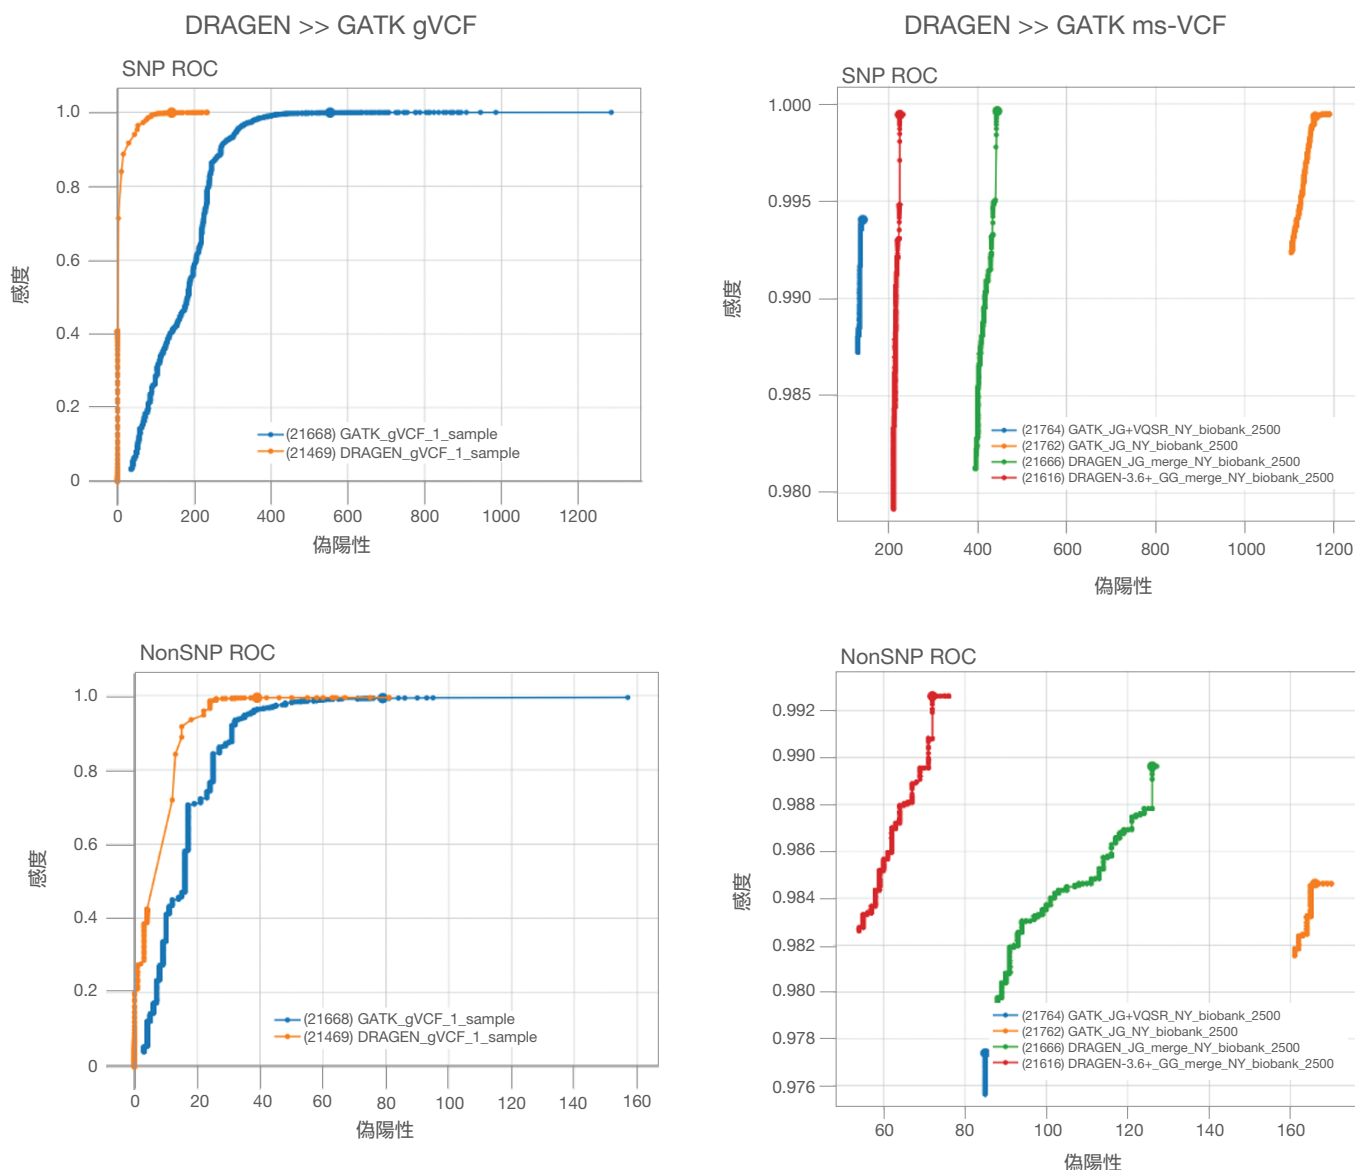 DRAGEN >> GATK gVCF
SNP ROC
1.0
0.8
0.6
0.4
0.2
0
感度
(21668) GATK_gVCF_1_sample
(21469) DRAGEN_gVCF_1_sample
0 200 400 600 800 1000 1200
偽陽性
DRAGEN >> GATK ms-VCF
SNP ROC
1.000
0.995
0.990
0.985
0.980
感度
(21764) GATK_JG+VQSR_NY_biobank_2500
(21762) GATK_JG_NY_biobank_2500
(21666) DRAGEN_JG_merge_NY_biobank_2500
(21616) DRAGEN-3.6+_GG_merge_NY_biobank_2500
200 400 600 800 1000 1200
偽陽性
NonSNP ROC
1.0
0.8
0.6
0.4
0.2
0
感度
(21668) GATK_gVCF_1_sample
(21469) DRAGEN_gVCF_1_sample
0 20 40 60 80 100 120 140 160
偽陽性
NonSNP ROC
0.992
0.990
0.988
0.986
0.984
0.982
0.980
0.978
0.976
感度
(21764) GATK_JG+VQSR_NY_biobank_2500
(21762) GATK_JG_NY_biobank_2500
(21666) DRAGEN_JG_merge_NY_biobank_2500
(21616) DRAGEN-3.6+_GG_merge_NY_biobank_2500
60 80 100 120 140 160
偽陽性